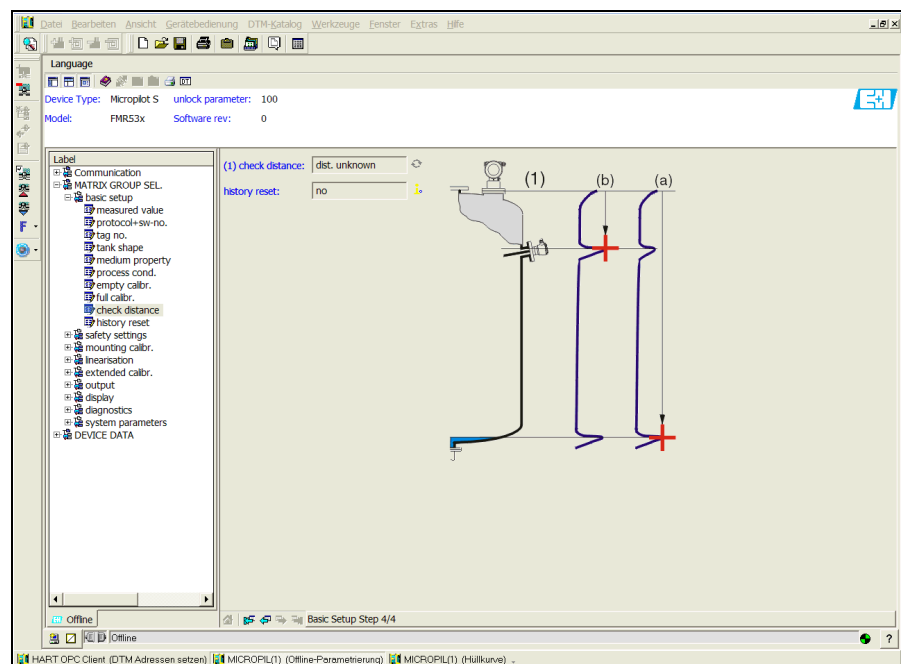 Datei Bearbeiten Ansicht Gerätebedienung DTM-Katalog Werkzeuge Fenster Extras Hilfe
Language
DT
Device Type: Micropilot S unlock parameter: 100
Model: FMR53x Software rev: 0
E+H
Label
Communication
MATRIX GROUP SEL.
basic setup
measured value
protocol+sw-no.
tag no.
tank shape
medium property
process cond.
empty calibr.
full calibr.
check distance
history reset
safety settings
mounting calibr.
linearisation
extended calibr.
output
display
diagnostics
system parameters
DEVICE DATA
F
(1) check distance: dist. unknown
history reset: no
(1) (b) (a)
Offline
Basic Setup Step 4/4
Offline
?
HART OPC Client (DTM Adressen setzen) MICROPIL(1) (Offline-Parametrierung) MICROPIL(1) (Hüllkurve)